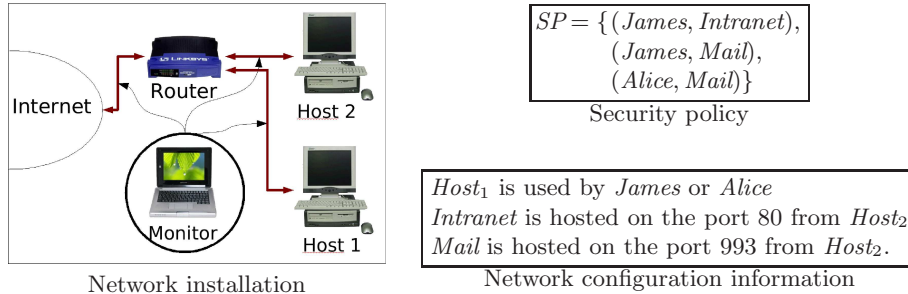 Internet
LINKSYS
Router
Host 2
Monitor
Host 1
Network installation
SP = {(James, Intranet),
(James, Mail),
(Alice, Mail)}
Security policy
Host₁ is used by James or Alice
Intranet is hosted on the port 80 from Host₂
Mail is hosted on the port 993 from Host₂.
Network configuration information